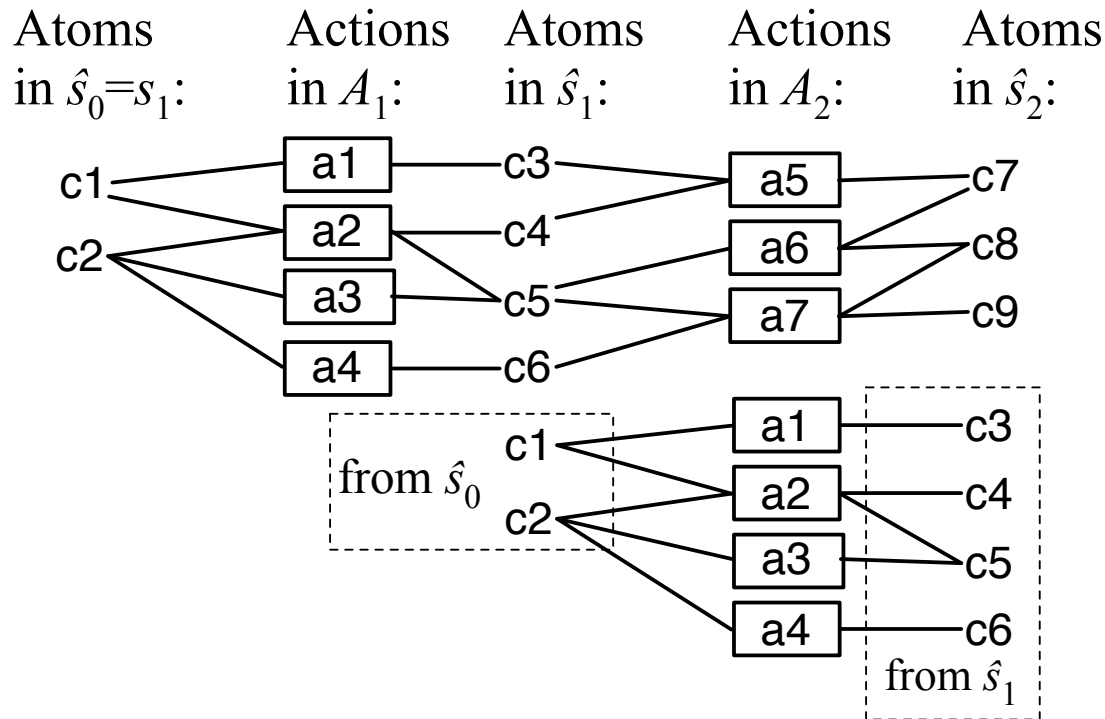 Atoms Actions Atoms Actions Atoms
in ŝ₀=s₁: in A₁: in ŝ₁: in A₂: in ŝ₂:
c1 a1 c3 a5 c7
c2 a2 c4 a6 c8
a3 c5 a7 c9
a4 c6
c1 a1 c3
from ŝ₀
c2 a2 c4
a3 c5
a4 c6
from ŝ₁